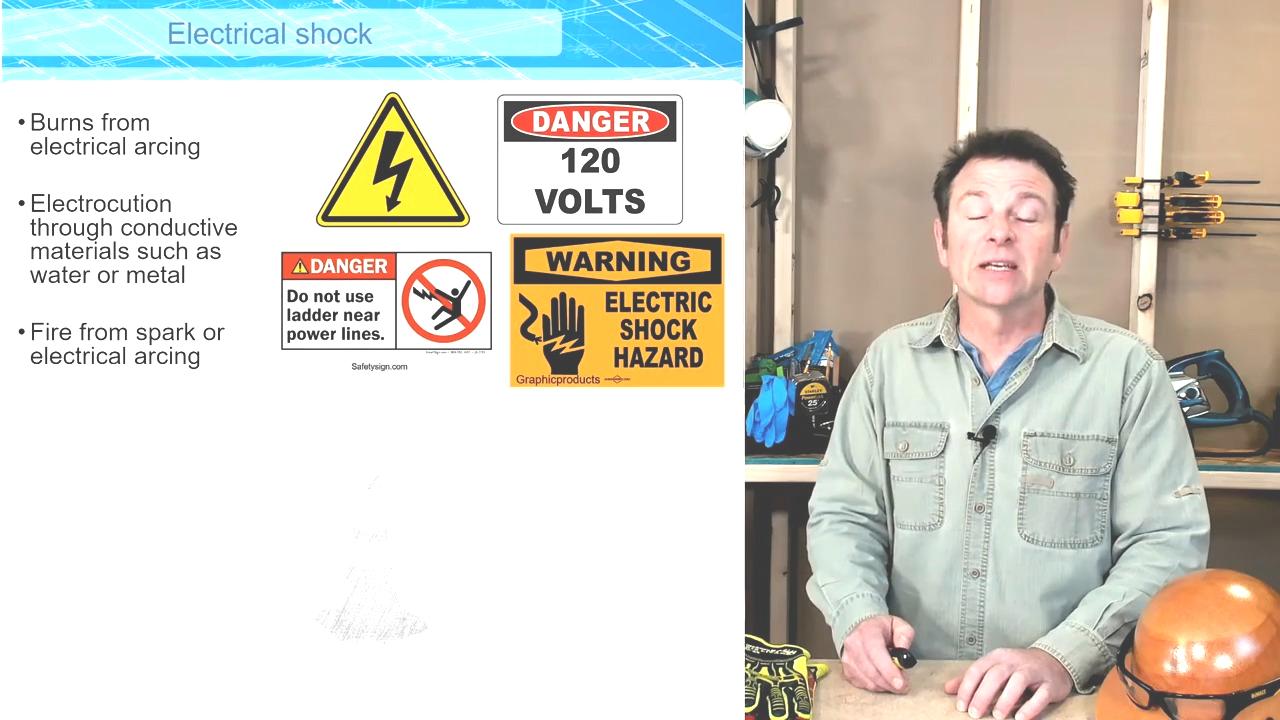 Electrical shock
• Burns from
electrical arcing
• Electrocution
through conductive
materials such as
water or metal
• Fire from spark or
electrical arcing
DANGER
120
VOLTS
DANGER
Do not use
ladder near
power lines.
Safetysign.com
WARNING
ELECTRIC
SHOCK
HAZARD
Graphicproducts
STANLEY
PowerLock
25'
DEWALT